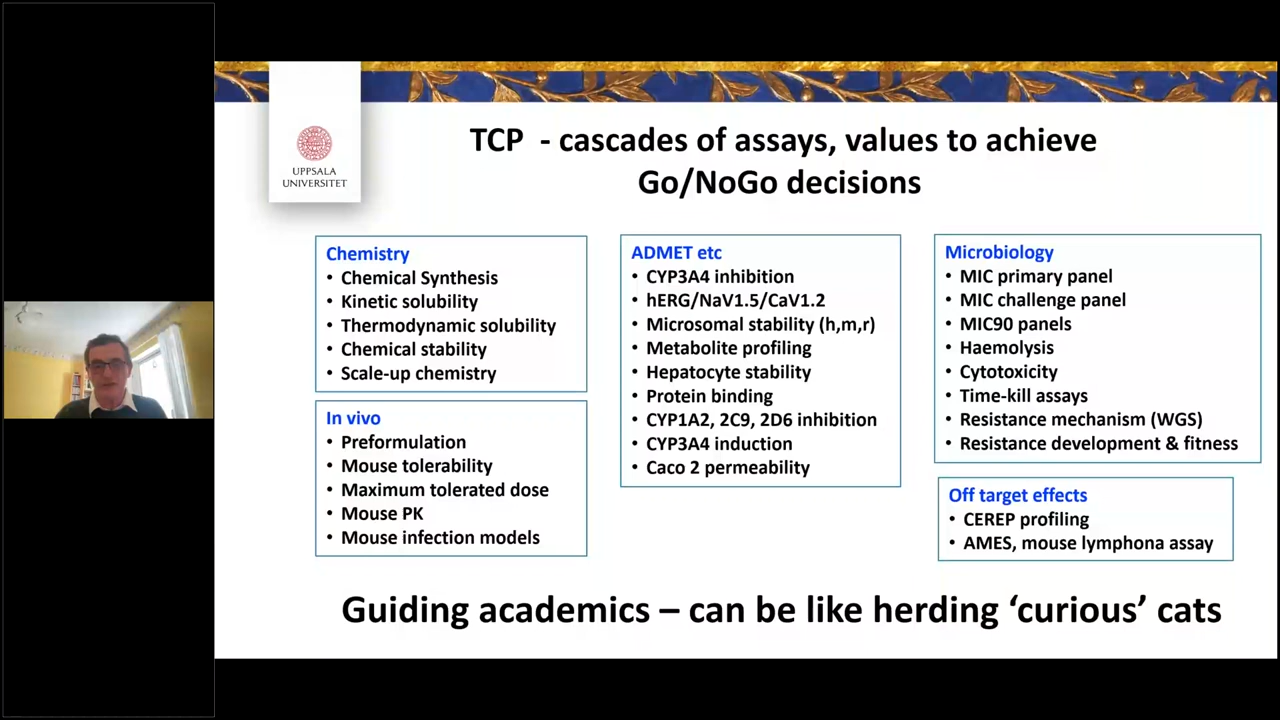 UPPSALA
UNIVERSITET
TCP - cascades of assays, values to achieve
Go/NoGo decisions
Chemistry
• Chemical Synthesis
• Kinetic solubility
• Thermodynamic solubility
• Chemical stability
• Scale-up chemistry
In vivo
• Preformulation
• Mouse tolerability
• Maximum tolerated dose
• Mouse PK
• Mouse infection models
ADMET etc
• CYP3A4 inhibition
• hERG/NaV1.5/CaV1.2
• Microsomal stability (h,m,r)
• Metabolite profiling
• Hepatocyte stability
• Protein binding
• CYP1A2, 2C9, 2D6 inhibition
• CYP3A4 induction
• Caco 2 permeability
Microbiology
• MIC primary panel
• MIC challenge panel
• MIC90 panels
• Haemolysis
• Cytotoxicity
• Time-kill assays
• Resistance mechanism (WGS)
• Resistance development & fitness
Off target effects
• CEREP profiling
• AMES, mouse lymphona assay
Guiding academics – can be like herding ‘curious’ cats